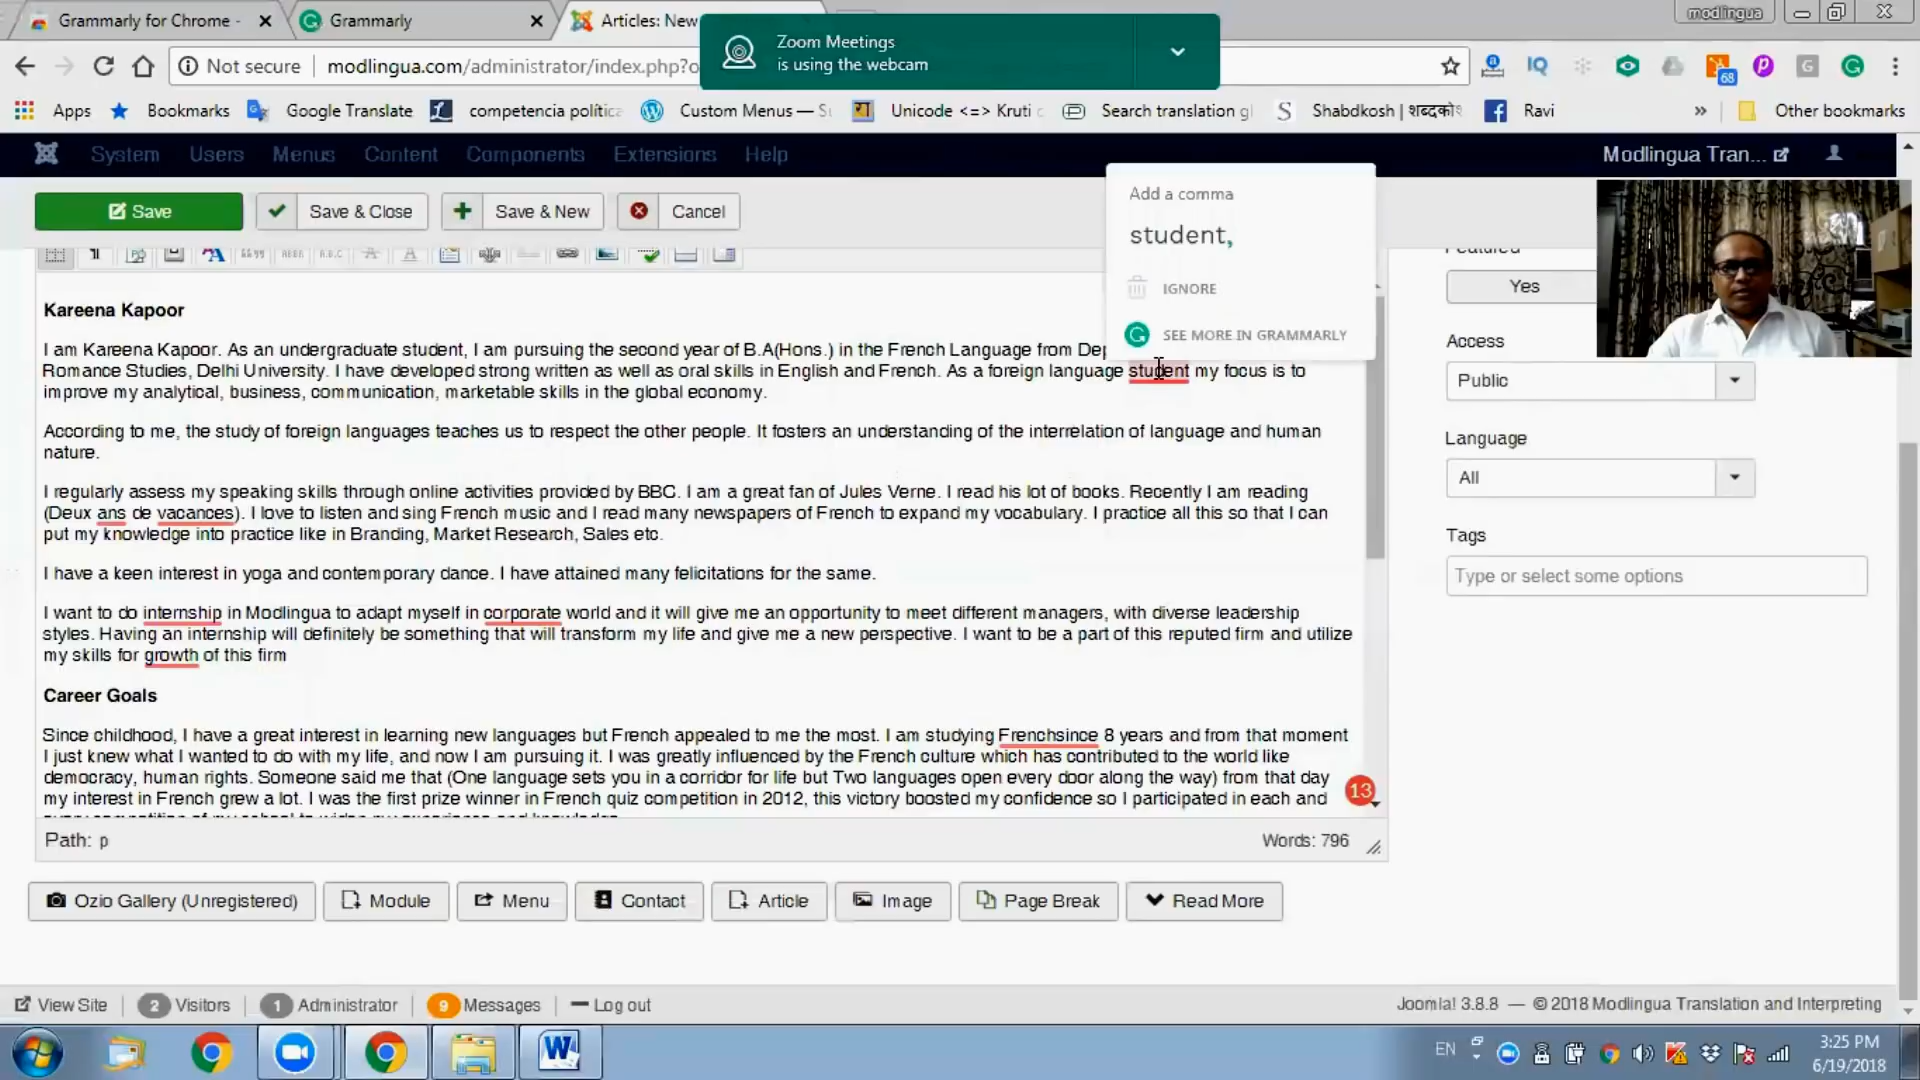 Grammarly for Chrome -
Grammarly
Articles: New
modlingua
Zoom Meetings
is using the webcam
Not secure
modlingua.com/administrator/index.php?o
68
Apps
Bookmarks
Google Translate
competencia política
Custom Menus — S
Unicode <=> Kruti
Search translation gl
Shabdkosh | शब्दकोश
Ravi
Other bookmarks
System
Users
Menus
Content
Components
Extensions
Help
Modlingua Tran...
Save
Save & Close
Save & New
Cancel
Add a comma
student,
IGNORE
SEE MORE IN GRAMMARLY
Featured
Yes
Access
Public
Language
All
Tags
Type or select some options
Kareena Kapoor
I am Kareena Kapoor. As an undergraduate student, I am pursuing the second year of B.A(Hons.) in the French Language from Dep
Romance Studies, Delhi University. I have developed strong written as well as oral skills in English and French. As a foreign language student my focus is to
improve my analytical, business, communication, marketable skills in the global economy.
According to me, the study of foreign languages teaches us to respect the other people. It fosters an understanding of the interrelation of language and human
nature.
I regularly assess my speaking skills through online activities provided by BBC. I am a great fan of Jules Verne. I read his lot of books. Recently I am reading
(Deux ans de vacances). I love to listen and sing French music and I read many newspapers of French to expand my vocabulary. I practice all this so that I can
put my knowledge into practice like in Branding, Market Research, Sales etc.
I have a keen interest in yoga and contemporary dance. I have attained many felicitations for the same.
I want to do internship in Modlingua to adapt myself in corporate world and it will give me an opportunity to meet different managers, with diverse leadership
styles. Having an internship will definitely be something that will transform my life and give me a new perspective. I want to be a part of this reputed firm and utilize
my skills for growth of this firm
Career Goals
Since childhood, I have a great interest in learning new languages but French appealed to me the most. I am studying Frenchsince 8 years and from that moment
I just knew what I wanted to do with my life, and now I am pursuing it. I was greatly influenced by the French culture which has contributed to the world like
democracy, human rights. Someone said me that (One language sets you in a corridor for life but Two languages open every door along the way) from that day
my interest in French grew a lot. I was the first prize winner in French quiz competition in 2012, this victory boosted my confidence so I participated in each and
13
Path: p
Words: 796
Ozio Gallery (Unregistered)
Module
Menu
Contact
Article
Image
Page Break
Read More
View Site
2 Visitors
1 Administrator
9 Messages
Log out
Joomla! 3.8.8 — © 2018 Modlingua Translation and Interpreting
EN
3:25 PM
6/19/2018